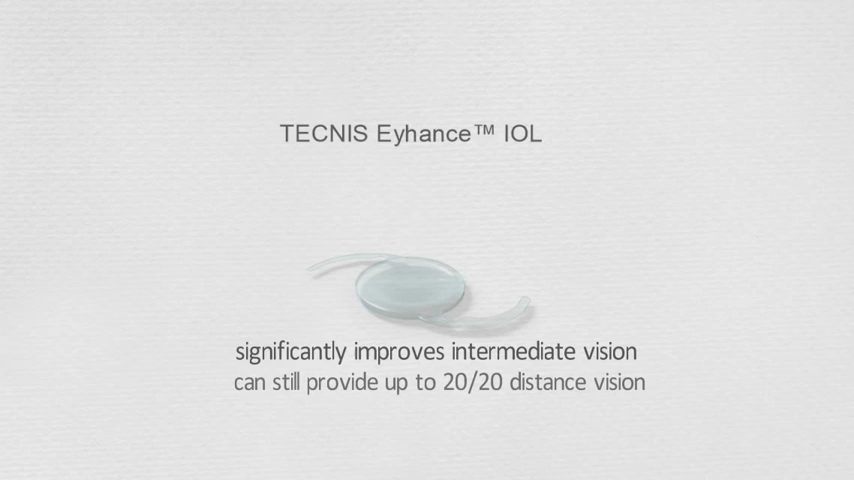 TECNIS Eyhance™ IOL
significantly improves intermediate vision
can still provide up to 20/20 distance vision